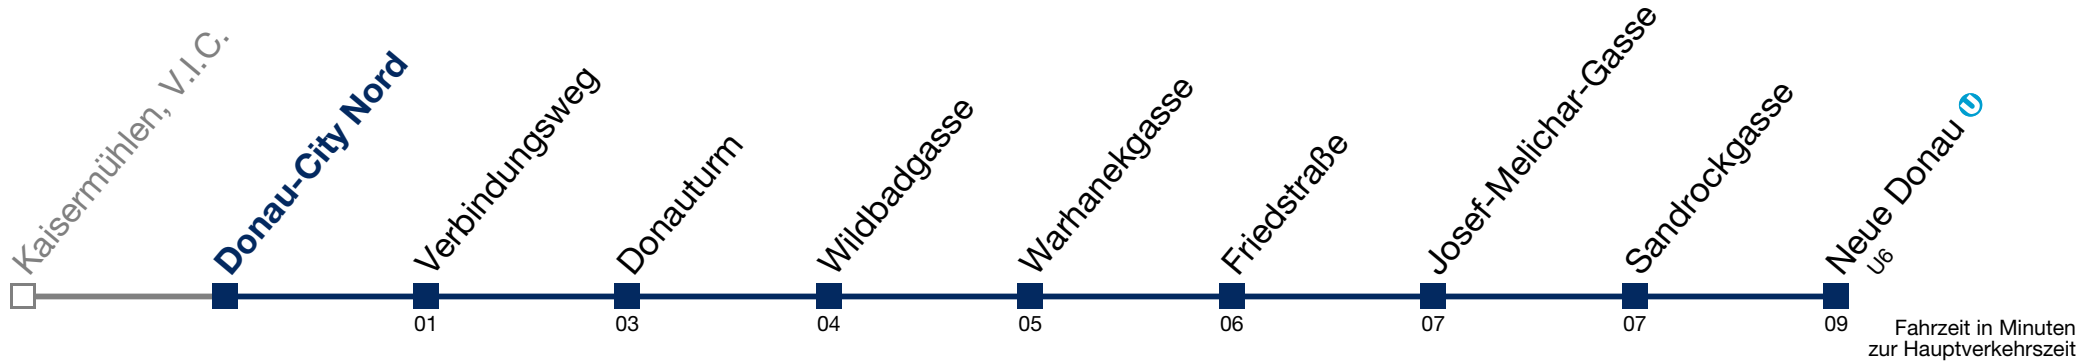 Kaisermühlen, V.I.C.
Donau-City Nord
Verbindungsweg
Donauturm
Wildbadgasse
Warhanekgasse
Friedstraße
Josef-Melichar-Gasse
Sandrockgasse
Neue Donau U
U6
01
03
04
05
06
07
07
09
Fahrzeit in Minuten
zur Hauptverkehrszeit